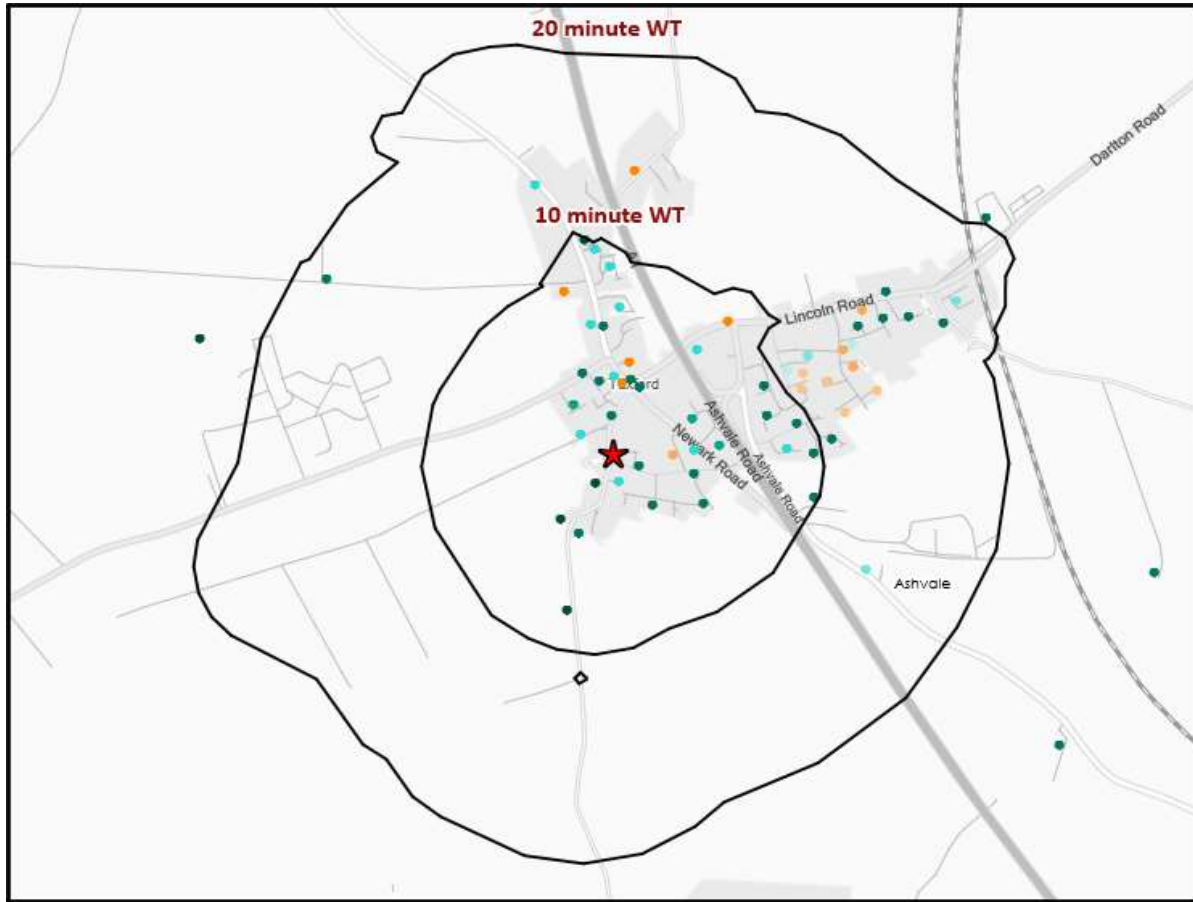 20 minute WT
Darlton Road
10 minute WT
Lincoln Road
Ashvale Road
Newark Road
Ashvale Road
Ashvale